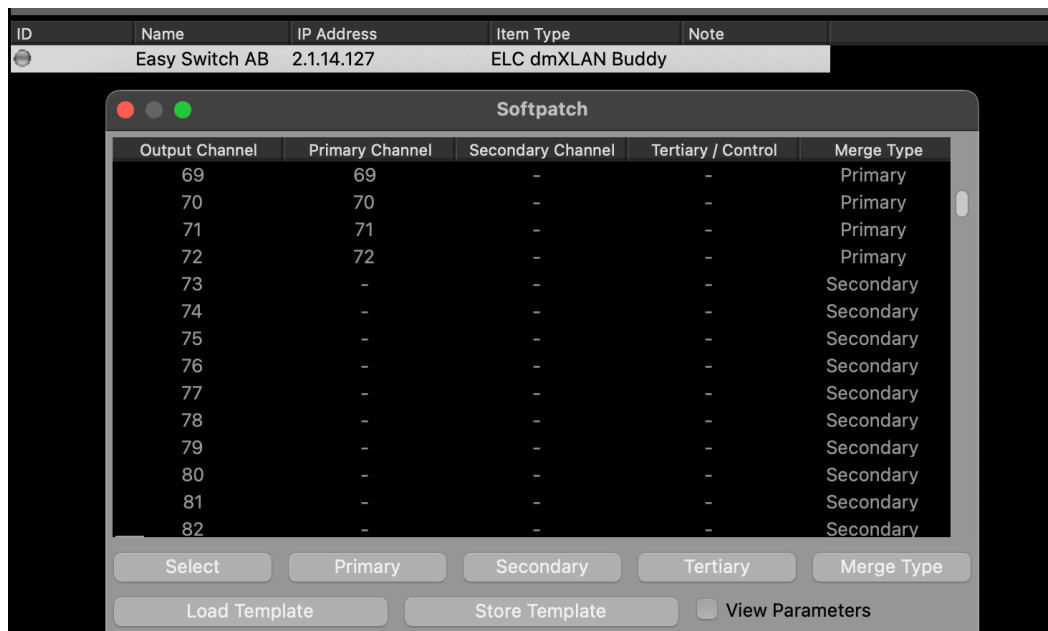 ID Name IP Address Item Type Note
Easy Switch AB 2.1.14.127 ELC dmXLAN Buddy
Softpatch
Output Channel Primary Channel Secondary Channel Tertiary / Control Merge Type
69 69 - - Primary
70 70 - - Primary
71 71 - - Primary
72 72 - - Primary
73 - - - Secondary
74 - - - Secondary
75 - - - Secondary
76 - - - Secondary
77 - - - Secondary
78 - - - Secondary
79 - - - Secondary
80 - - - Secondary
81 - - - Secondary
82 - - - Secondary
Select Primary Secondary Tertiary Merge Type
Load Template Store Template View Parameters